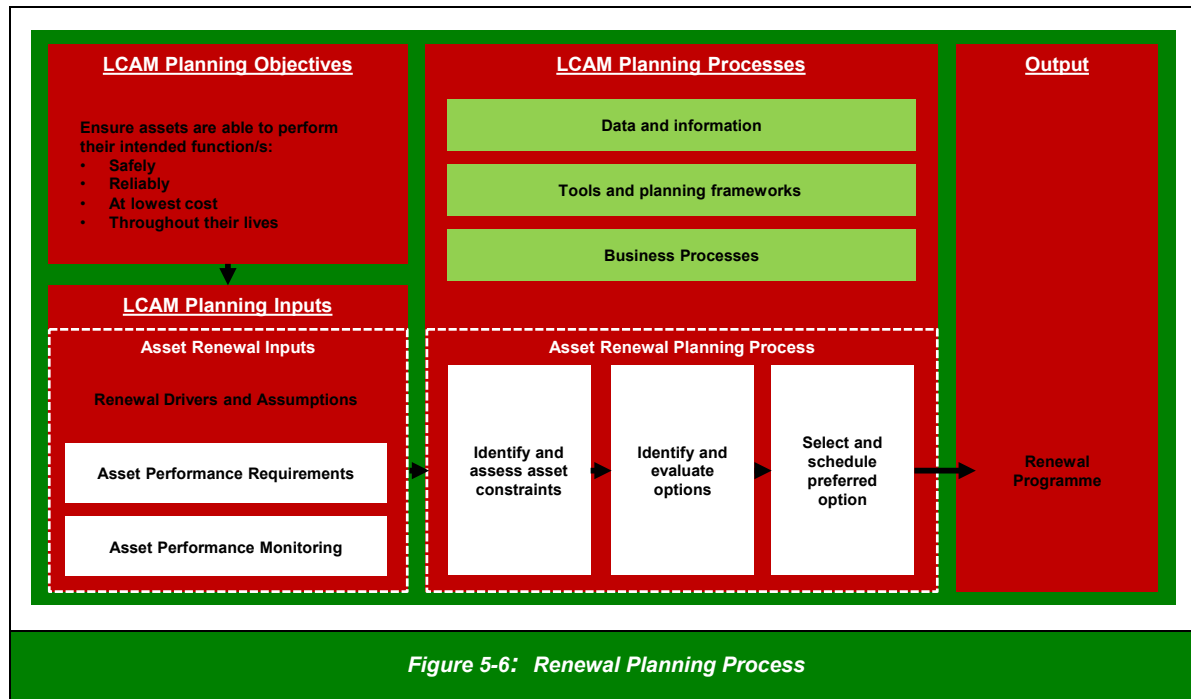 LCAM Planning Objectives
Ensure assets are able to perform
their intended function/s:
• Safely
• Reliably
• At lowest cost
• Throughout their lives
LCAM Planning Inputs
Asset Renewal Inputs
Renewal Drivers and Assumptions
Asset Performance Requirements
Asset Performance Monitoring
LCAM Planning Processes
Data and information
Tools and planning frameworks
Business Processes
Asset Renewal Planning Process
Identify and
assess asset
constraints
Identify and
evaluate
options
Select and
schedule
preferred
option
Output
Renewal
Programme
Figure 5-6: Renewal Planning Process